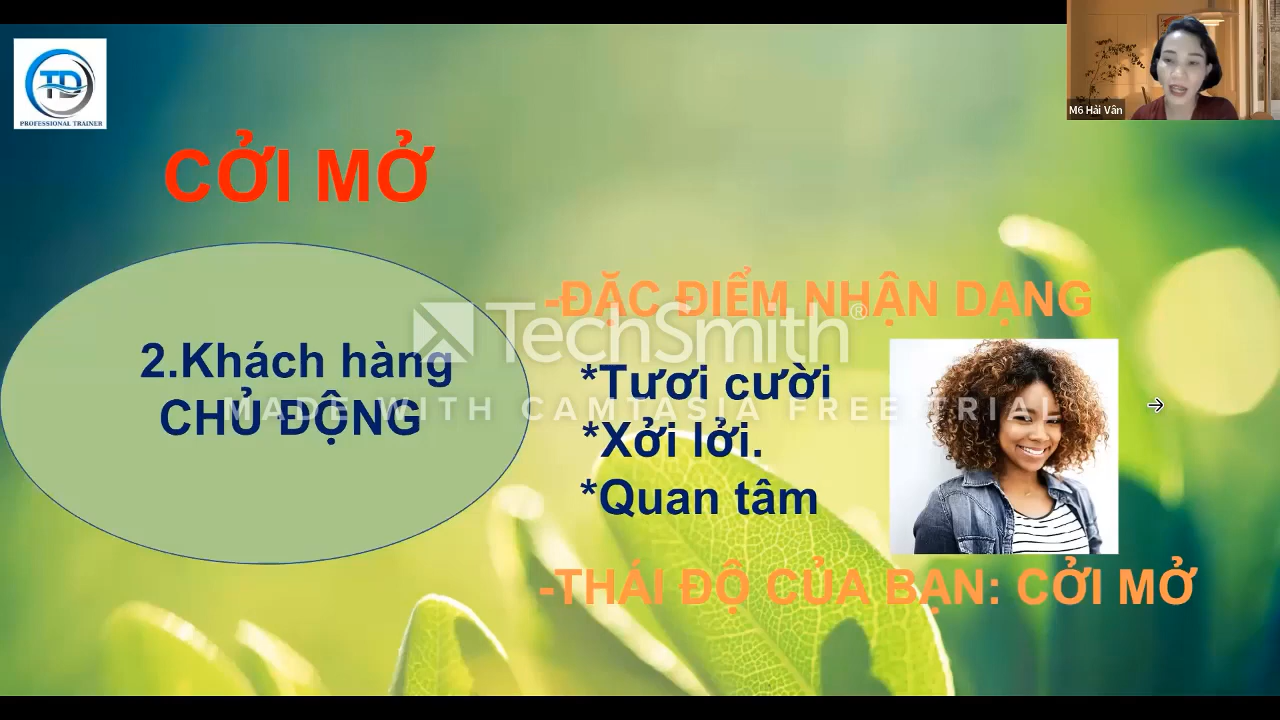 TD
PROFESSIONAL TRAINER
M6 Hải Vân
CỞI MỞ
2.Khách hàng
CHỦ ĐỘNG
-ĐẶC ĐIỂM NHẬN DẠNG
TechSmith®
MADE WITH CAMTASIA FREE TRIAL
*Tươi cười
*Xởi lởi.
*Quan tâm
-THÁI ĐỘ CỦA BẠN: CỞI MỞ